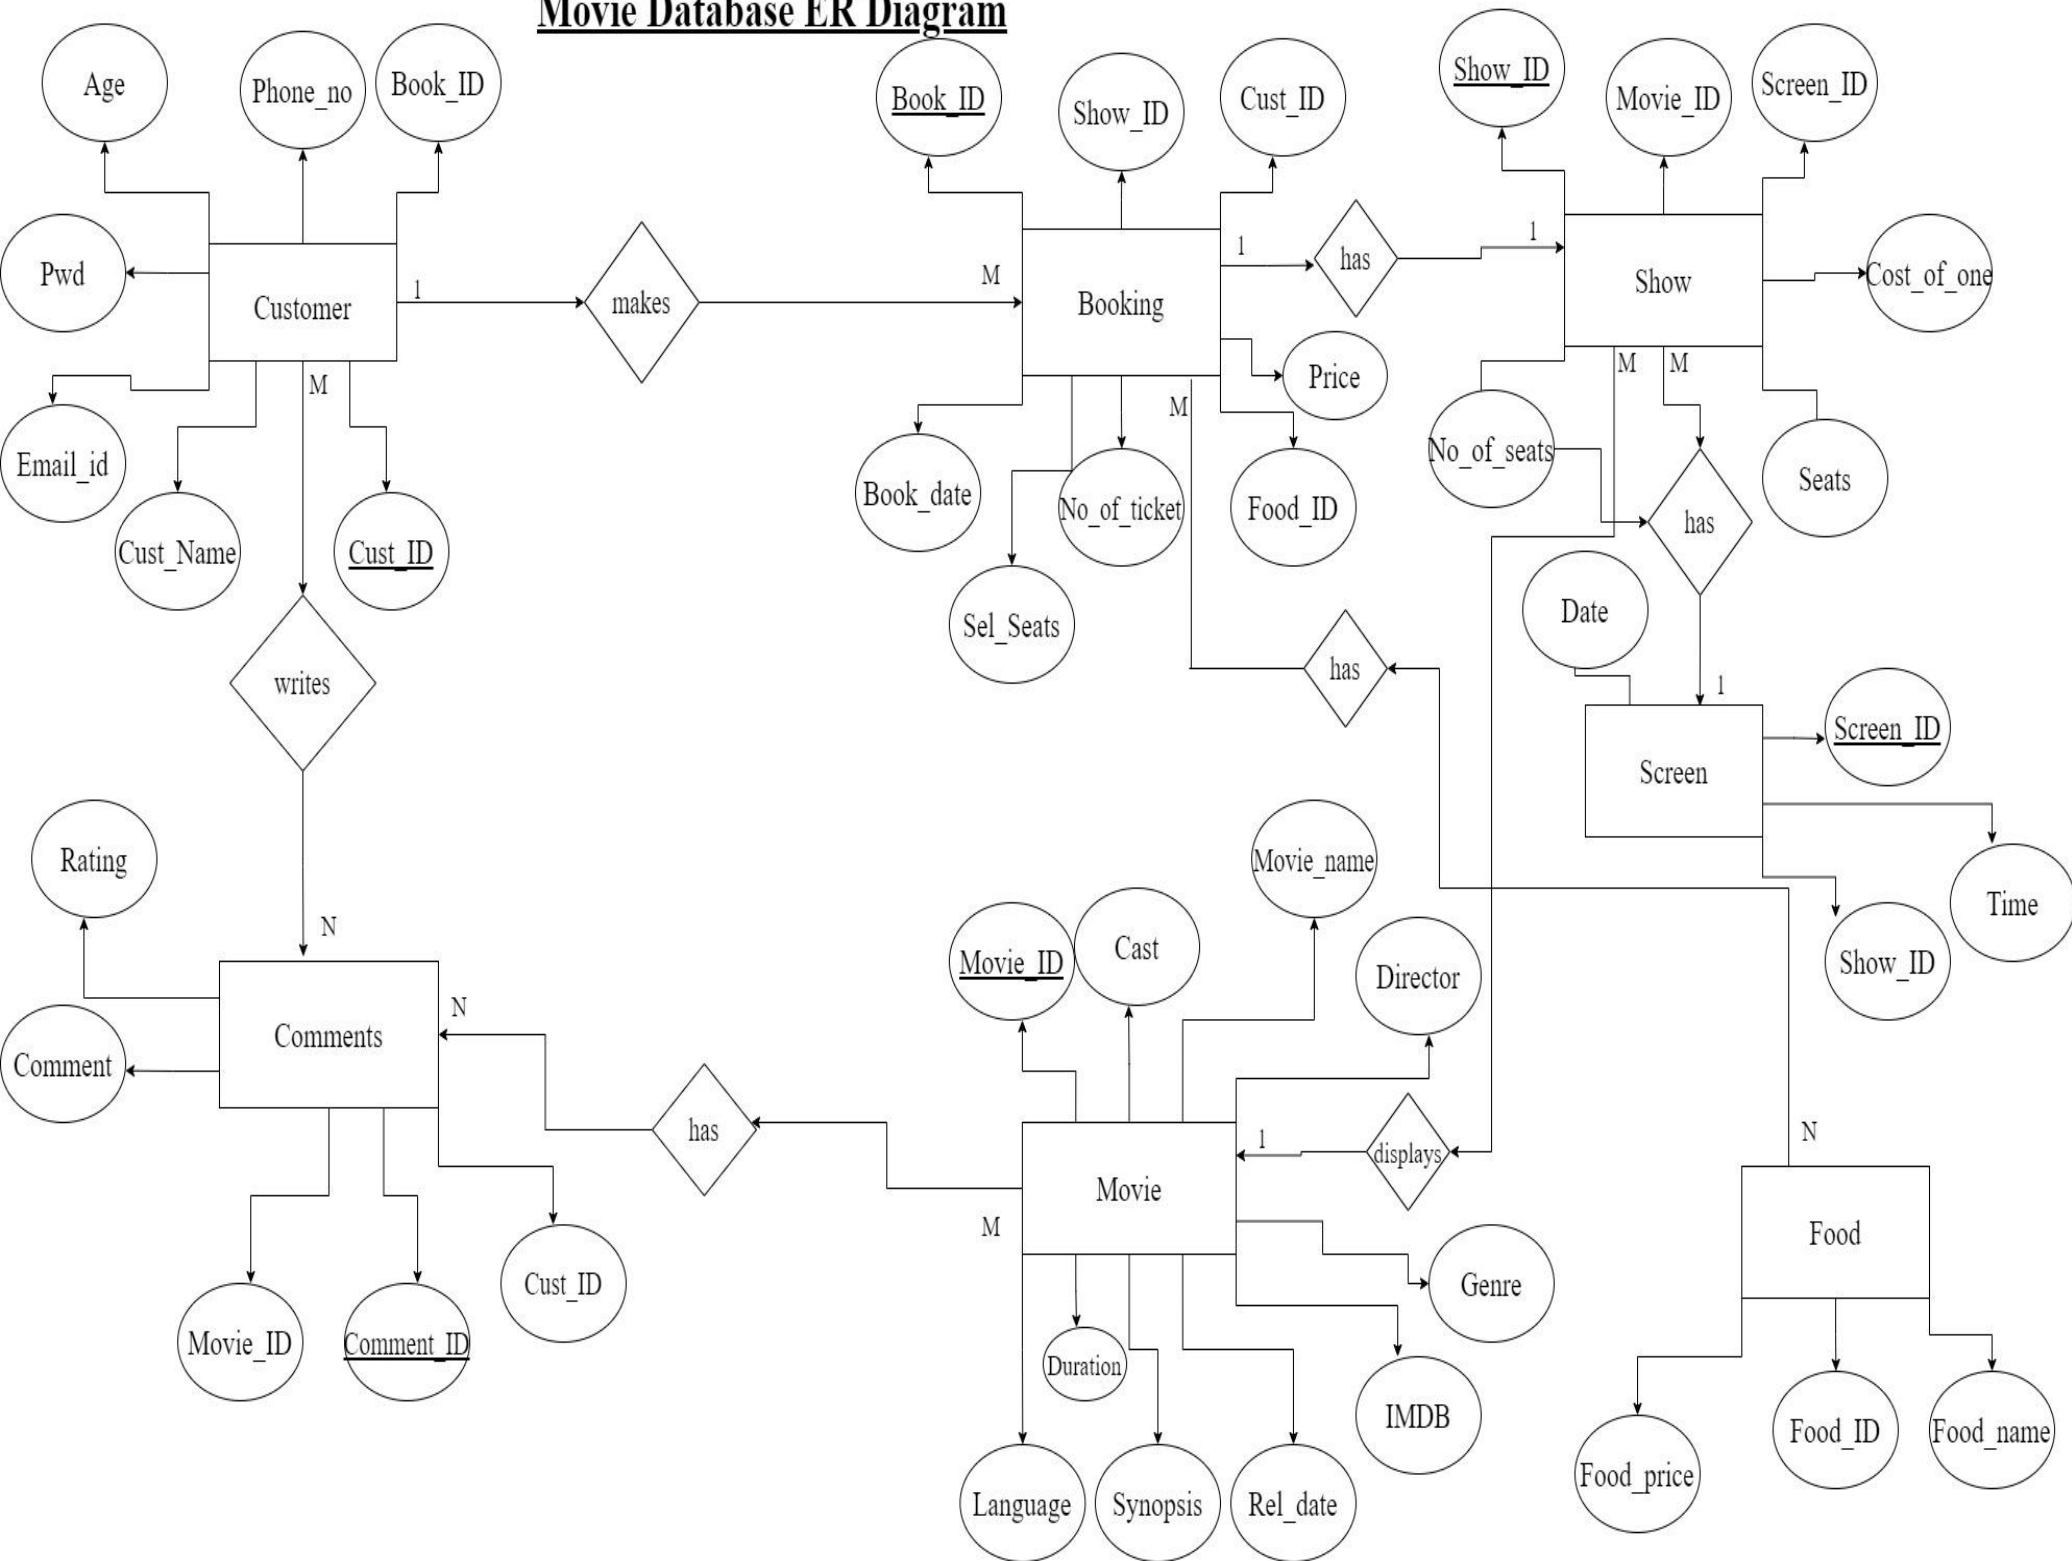 Movie Database ER Diagram
Age
Phone_no
Book_ID
Book_ID
Show_ID
Cust_ID
Show_ID
Movie_ID
Screen_ID
Pwd
Customer
1
makes
M
Booking
1
has
1
Show
Cost_of_one
M
Email_id
Cust_Name
Cust_ID
M
Price
Book_date
No_of_ticket
Food_ID
Sel_Seats
M
M
No_of_seats
has
Seats
writes
has
Date
1
Screen
Screen_ID
Time
Show_ID
Rating
N
Comments
N
Comment
has
Movie_ID
Cast
Movie_name
Director
M
Movie
1
displays
N
Food
Movie_ID
Comment_ID
Cust_ID
Duration
Genre
IMDB
Language
Synopsis
Rel_date
Food_price
Food_ID
Food_name